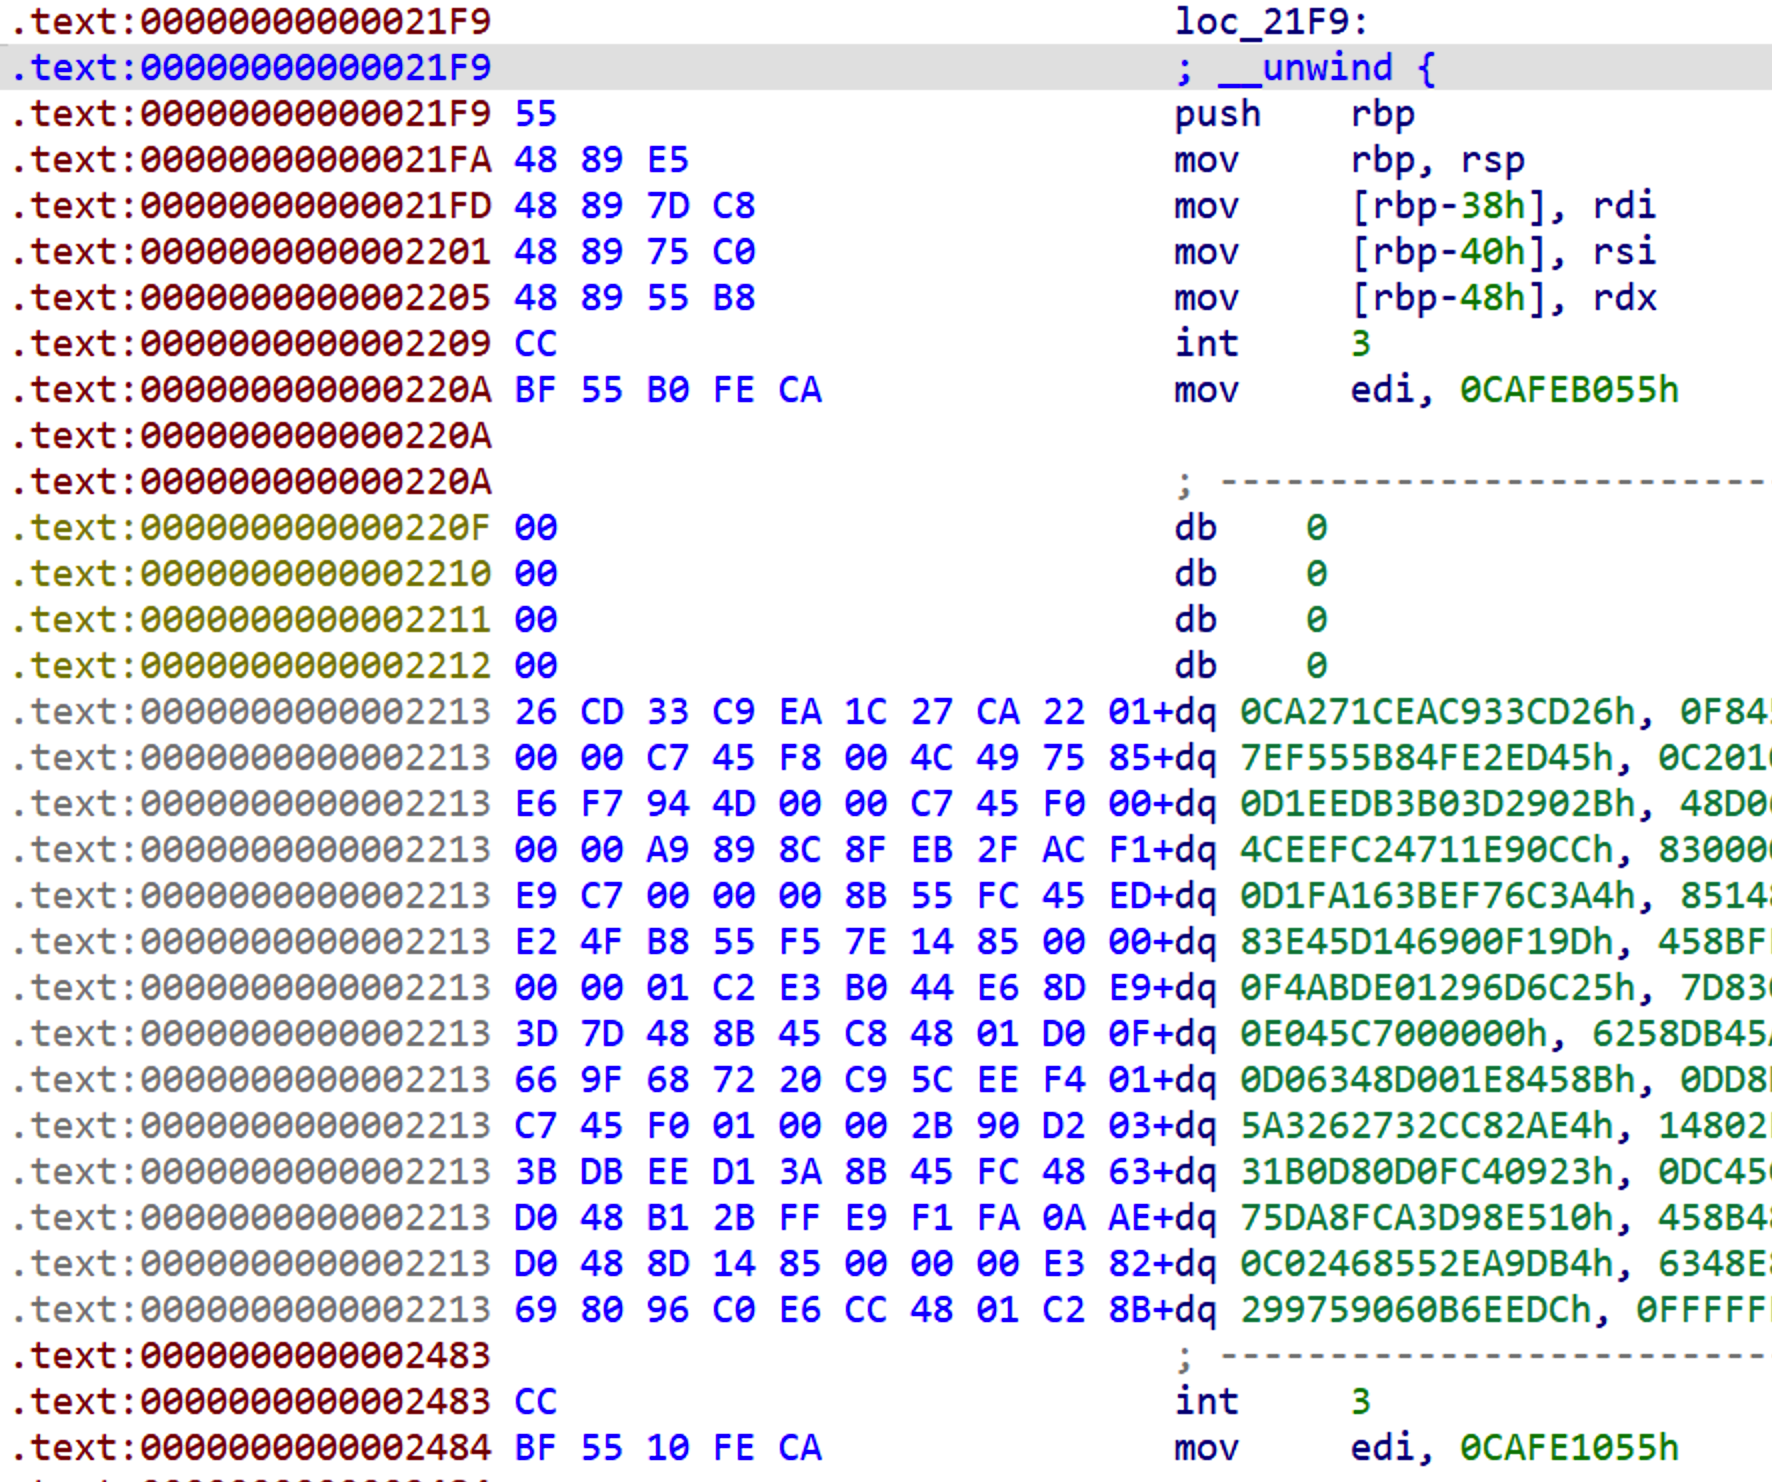 .text:00000000000021F9 loc_21F9:
.text:00000000000021F9 ; __unwind {
.text:00000000000021F9 55 push rbp
.text:00000000000021FA 48 89 E5 mov rbp, rsp
.text:00000000000021FD 48 89 7D C8 mov [rbp-38h], rdi
.text:0000000000002201 48 89 75 C0 mov [rbp-40h], rsi
.text:0000000000002205 48 89 55 B8 mov [rbp-48h], rdx
.text:0000000000002209 CC int 3
.text:000000000000220A BF 55 B0 FE CA mov edi, 0CAFEB055h
.text:000000000000220A
.text:000000000000220A ; -------------------------
.text:000000000000220F 00 db 0
.text:0000000000002210 00 db 0
.text:0000000000002211 00 db 0
.text:0000000000002212 00 db 0
.text:0000000000002213 26 CD 33 C9 EA 1C 27 CA 22 01+dq 0CA271CEAC933CD26h, 0F84
.text:0000000000002213 00 00 C7 45 F8 00 4C 49 75 85+dq 7EF555B84FE2ED45h, 0C201
.text:0000000000002213 E6 F7 94 4D 00 00 C7 45 F0 00+dq 0D1EEDB3B03D2902Bh, 48D0
.text:0000000000002213 00 00 A9 89 8C 8F EB 2F AC F1+dq 4CEEFC24711E90CCh, 83000
.text:0000000000002213 E9 C7 00 00 00 8B 55 FC 45 ED+dq 0D1FA163BEF76C3A4h, 8514
.text:0000000000002213 E2 4F B8 55 F5 7E 14 85 00 00+dq 83E45D146900F19Dh, 458BF
.text:0000000000002213 00 00 01 C2 E3 B0 44 E6 8D E9+dq 0F4ABDE01296D6C25h, 7D83
.text:0000000000002213 3D 7D 48 8B 45 C8 48 01 D0 0F+dq 0E045C7000000h, 6258DB45
.text:0000000000002213 66 9F 68 72 20 C9 5C EE F4 01+dq 0D06348D001E8458Bh, 0DD8
.text:0000000000002213 C7 45 F0 01 00 00 2B 90 D2 03+dq 5A3262732CC82AE4h, 14802
.text:0000000000002213 3B DB EE D1 3A 8B 45 FC 48 63+dq 31B0D80D0FC40923h, 0DC45
.text:0000000000002213 D0 48 B1 2B FF E9 F1 FA 0A AE+dq 75DA8FCA3D98E510h, 458B4
.text:0000000000002213 D0 48 8D 14 85 00 00 00 E3 82+dq 0C02468552EA9DB4h, 6348E
.text:0000000000002213 69 80 96 C0 E6 CC 48 01 C2 8B+dq 299759060B6EEDCh, 0FFFFF
.text:0000000000002483 ; -------------------------
.text:0000000000002483 CC int 3
.text:0000000000002484 BF 55 10 FE CA mov edi, 0CAFE1055h